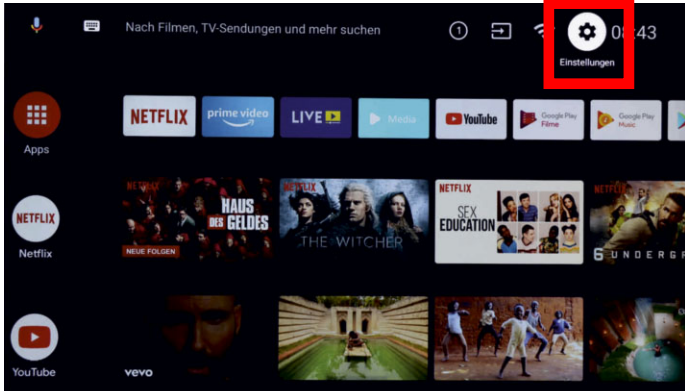 Nach Filmen, TV-Sendungen und mehr suchen
1
08:43
Einstellungen
NETFLIX
prime video
LIVE
Media
YouTube
Google Play
Filme
Google Play
Music
Apps
NETFLIX
HAUS
DES GELDES
NEUE FOLGEN
NETFLIX
THE WITCHER
NETFLIX
SEX
EDUCATION
NETFLIX
6 UNDERGR
NETFLIX
Netflix
vevo
YouTube